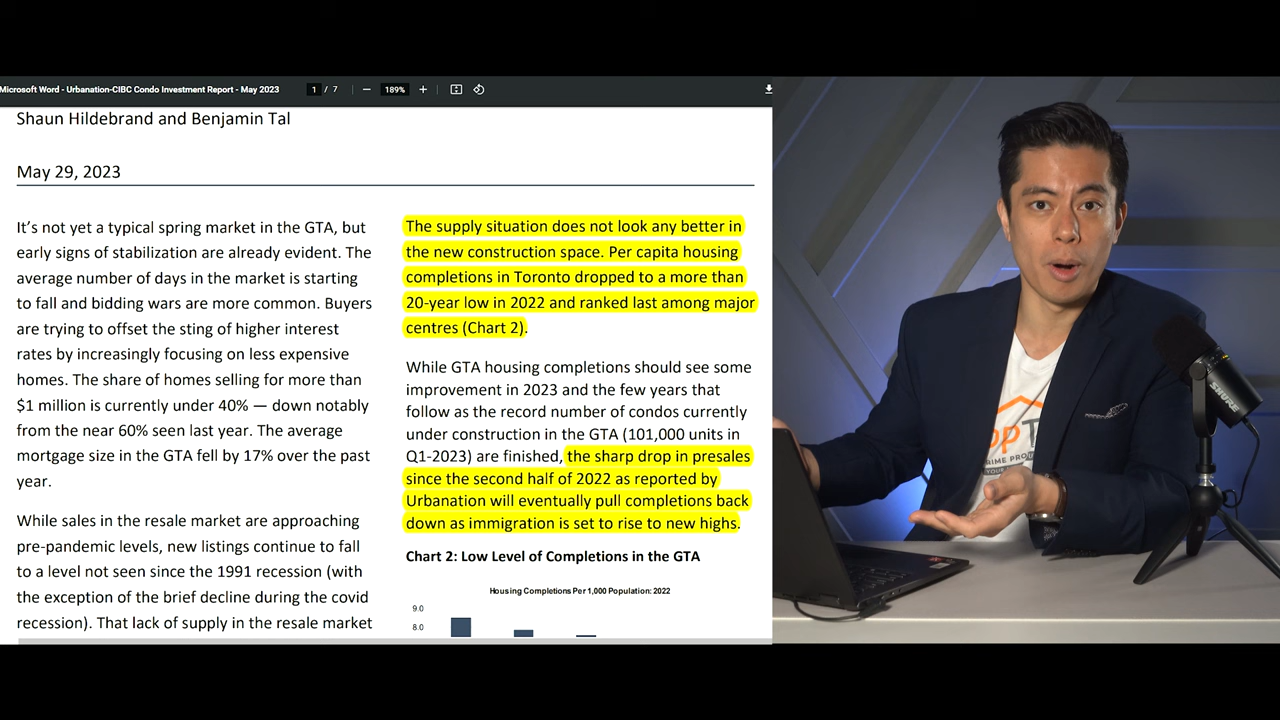 Microsoft Word - Urbanation-CIBC Condo Investment Report - May 2023
1 / 7
189%
Shaun Hildebrand and Benjamin Tal
May 29, 2023
It's not yet a typical spring market in the GTA, but
early signs of stabilization are already evident. The
average number of days in the market is starting
to fall and bidding wars are more common. Buyers
are trying to offset the sting of higher interest
rates by increasingly focusing on less expensive
homes. The share of homes selling for more than
$1 million is currently under 40% — down notably
from the near 60% seen last year. The average
mortgage size in the GTA fell by 17% over the past
year.
While sales in the resale market are approaching
pre-pandemic levels, new listings continue to fall
to a level not seen since the 1991 recession (with
the exception of the brief decline during the covid
recession). That lack of supply in the resale market
The supply situation does not look any better in
the new construction space. Per capita housing
completions in Toronto dropped to a more than
20-year low in 2022 and ranked last among major
centres (Chart 2).
While GTA housing completions should see some
improvement in 2023 and the few years that
follow as the record number of condos currently
under construction in the GTA (101,000 units in
Q1-2023) are finished, the sharp drop in presales
since the second half of 2022 as reported by
Urbanation will eventually pull completions back
down as immigration is set to rise to new highs.
Chart 2: Low Level of Completions in the GTA
Housing Completions Per 1,000 Population: 2022
9.0
8.0
SHURE